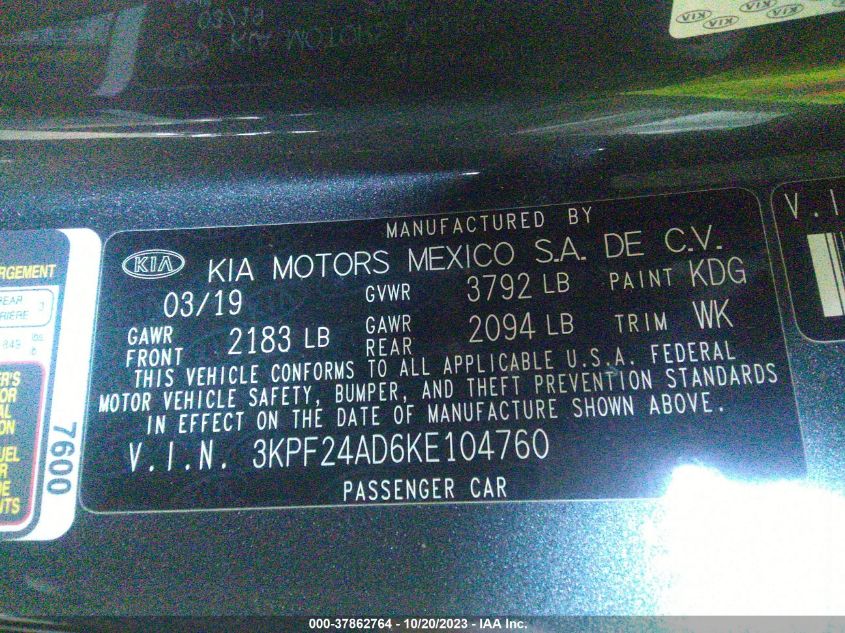 MANUFACTURED BY
KIA KIA MOTORS MEXICO S.A. DE C.V.
03/19 GVWR 3792 LB PAINT KDG
GAWR FRONT 2183 LB GAWR REAR 2094 LB TRIM WK
THIS VEHICLE CONFORMS TO ALL APPLICABLE U.S.A. FEDERAL
MOTOR VEHICLE SAFETY, BUMPER, AND THEFT PREVENTION STANDARDS
IN EFFECT ON THE DATE OF MANUFACTURE SHOWN ABOVE.
V.I.N. 3KPF24AD6KE104760
PASSENGER CAR
7600
000-37862764 - 10/20/2023 - IAA Inc.